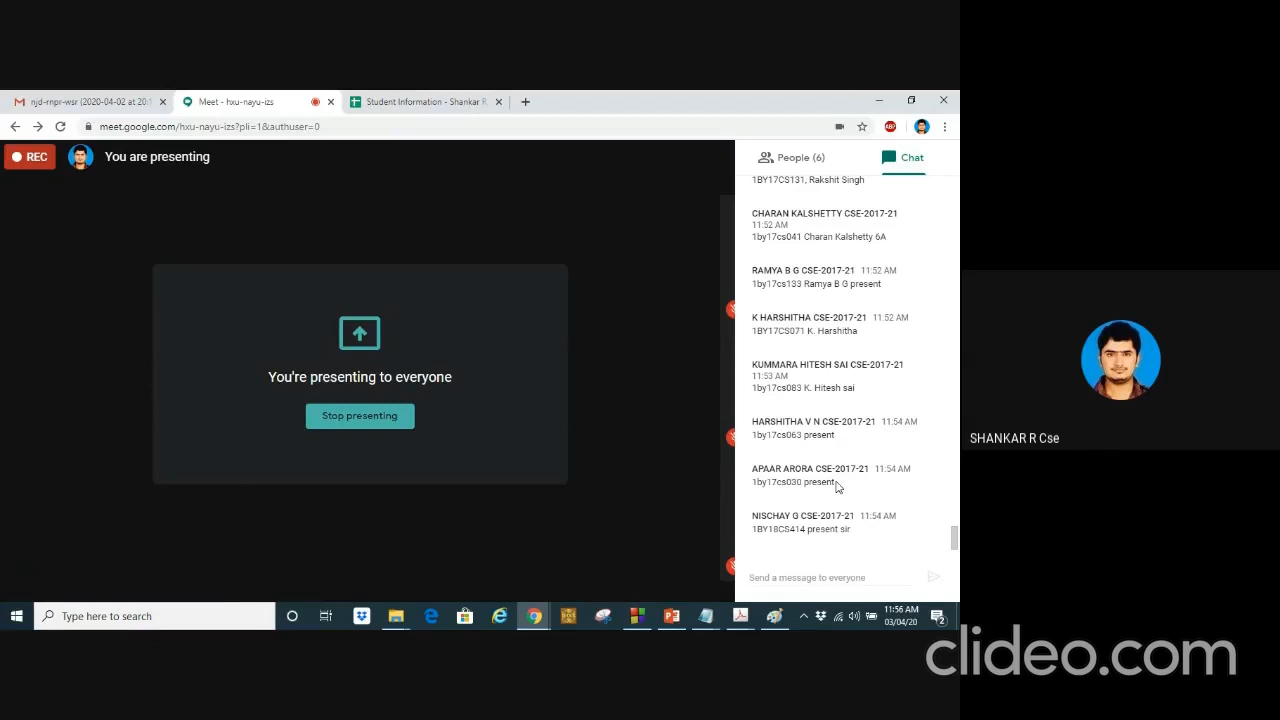 njd-rnpr-wsr (2020-04-02 at 20:1
Meet - hxu-nayu-izs
Student Information - Shankar R
meet.google.com/hxu-nayu-izs?pli=1&authuser=0
ABP
REC
You are presenting
People (6)
Chat
1BY17CS131, Rakshit Singh
CHARAN KALSHETTY CSE-2017-21
11:52 AM
1by17cs041 Charan Kalshetty 6A
RAMYA B G CSE-2017-21 11:52 AM
1by17cs133 Ramya B G present
K HARSHITHA CSE-2017-21 11:52 AM
1BY17CS071 K. Harshitha
KUMMARA HITESH SAI CSE-2017-21
11:53 AM
1by17cs083 K. Hitesh sai
HARSHITHA V N CSE-2017-21 11:54 AM
1by17cs063 present
APAAR ARORA CSE-2017-21 11:54 AM
1by17cs030 present
NISCHAY G CSE-2017-21 11:54 AM
1BY18CS414 present sir
Send a message to everyone
You're presenting to everyone
Stop presenting
SHANKAR R Cse
Type here to search
11:56 AM
03/04/20
2
clideo.com